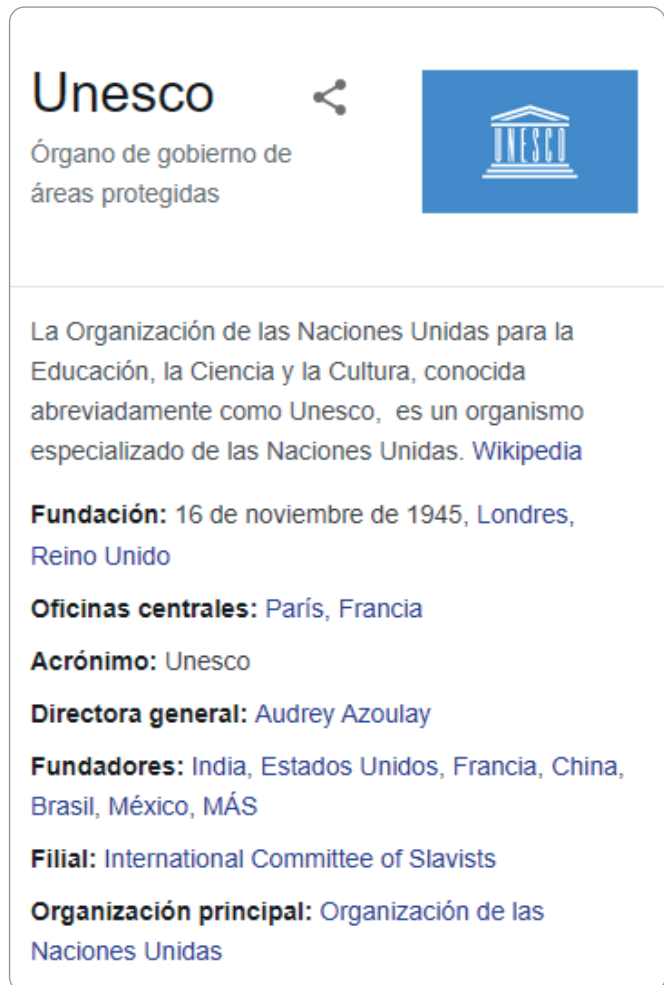 Unesco
Órgano de gobierno de
áreas protegidas
UNESCO
La Organización de las Naciones Unidas para la
Educación, la Ciencia y la Cultura, conocida
abreviadamente como Unesco, es un organismo
especializado de las Naciones Unidas. Wikipedia
Fundación: 16 de noviembre de 1945, Londres,
Reino Unido
Oficinas centrales: París, Francia
Acrónimo: Unesco
Directora general: Audrey Azoulay
Fundadores: India, Estados Unidos, Francia, China,
Brasil, México, MÁS
Filial: International Committee of Slavists
Organización principal: Organización de las
Naciones Unidas